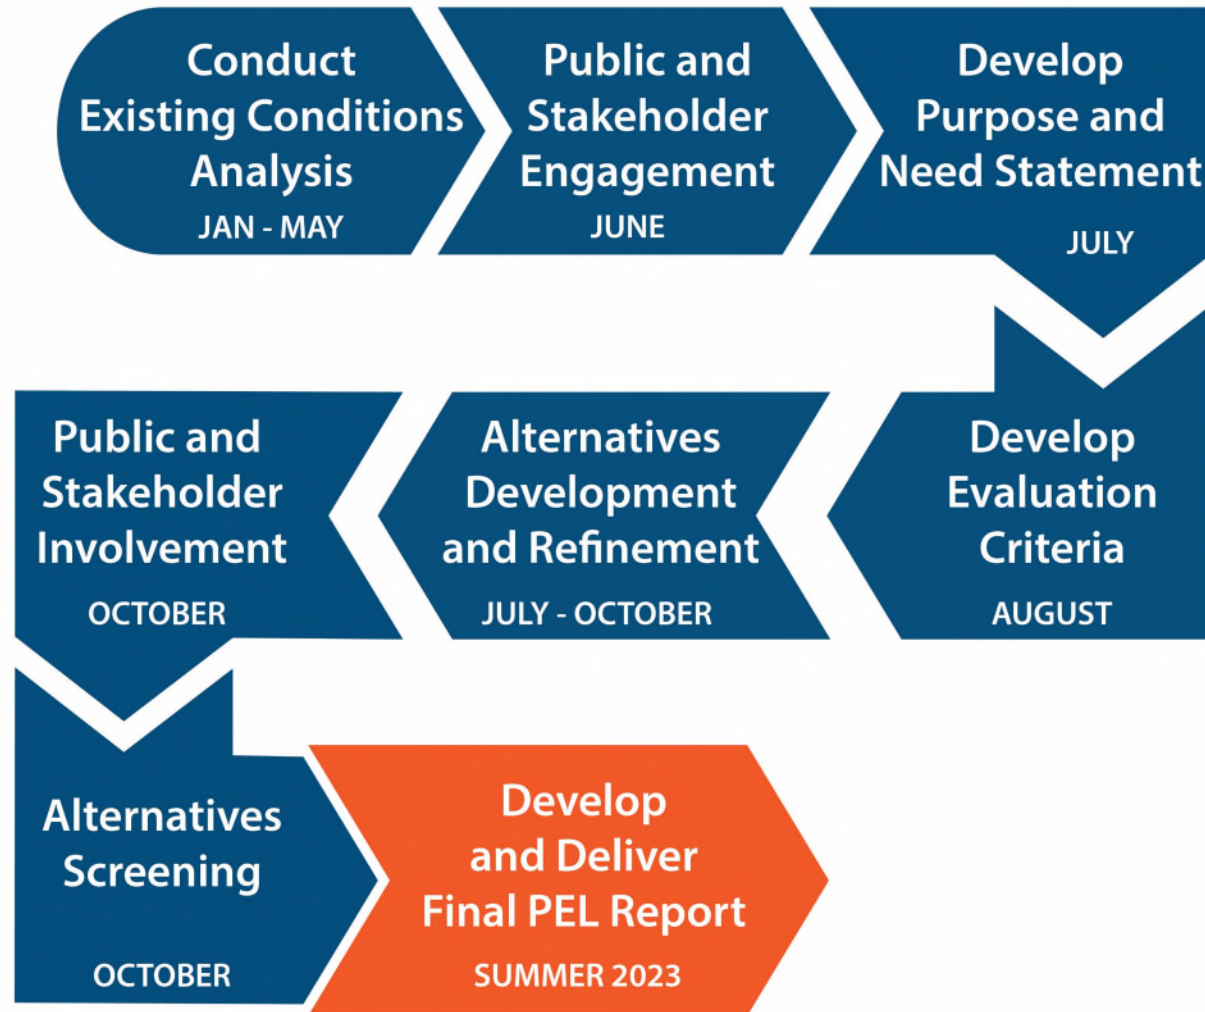 Conduct
Existing Conditions
Analysis
JAN - MAY
Public and
Stakeholder
Engagement
JUNE
Develop
Purpose and
Need Statement
JULY
Develop
Evaluation
Criteria
AUGUST
Alternatives
Development
and Refinement
JULY - OCTOBER
Public and
Stakeholder
Involvement
OCTOBER
Alternatives
Screening
OCTOBER
Develop
and Deliver
Final PEL Report
SUMMER 2023